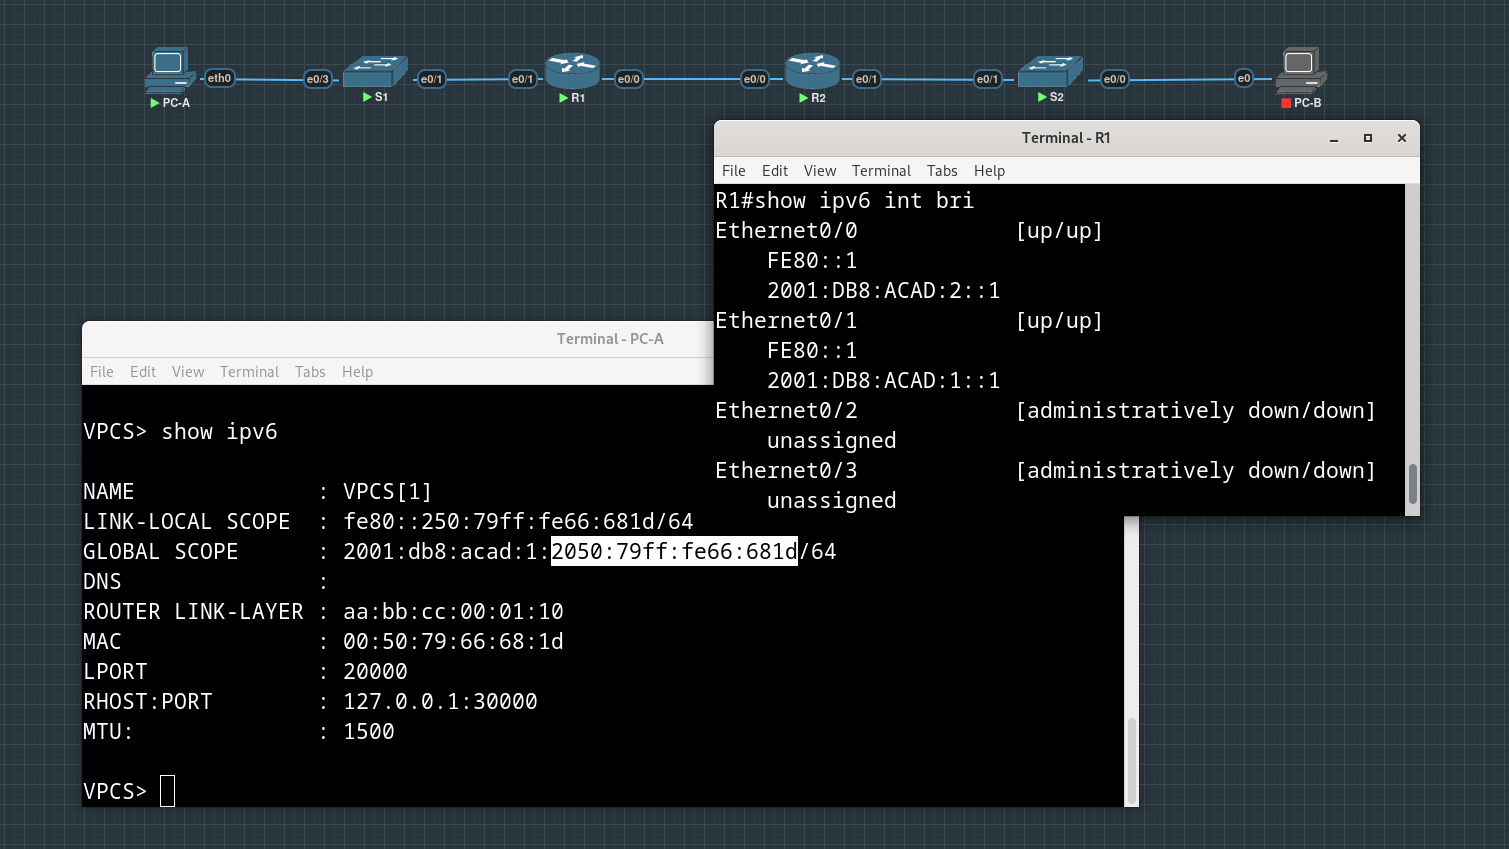 eth0 e0/3 e0/1 e0/1 e0/0 e0/0 e0/1 e0/1 e0/0 e0
PC-A S1 R1 R2 S2 PC-B
Terminal - R1
File Edit View Terminal Tabs Help
R1#show ipv6 int bri
Ethernet0/0 [up/up]
FE80::1
2001:DB8:ACAD:2::1
Ethernet0/1 [up/up]
FE80::1
2001:DB8:ACAD:1::1
Ethernet0/2 [administratively down/down]
unassigned
Ethernet0/3 [administratively down/down]
unassigned
Terminal - PC-A
File Edit View Terminal Tabs Help
VPCS> show ipv6
NAME : VPCS[1]
LINK-LOCAL SCOPE : fe80::250:79ff:fe66:681d/64
GLOBAL SCOPE : 2001:db8:acad:1:2050:79ff:fe66:681d/64
DNS :
ROUTER LINK-LAYER : aa:bb:cc:00:01:10
MAC : 00:50:79:66:68:1d
LPORT : 20000
RHOST:PORT : 127.0.0.1:30000
MTU: : 1500
VPCS>